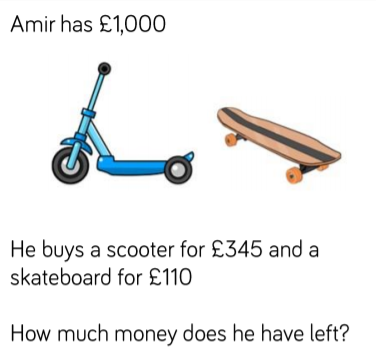 Amir has £1,000
He buys a scooter for £345 and a
skateboard for £110
How much money does he have left?